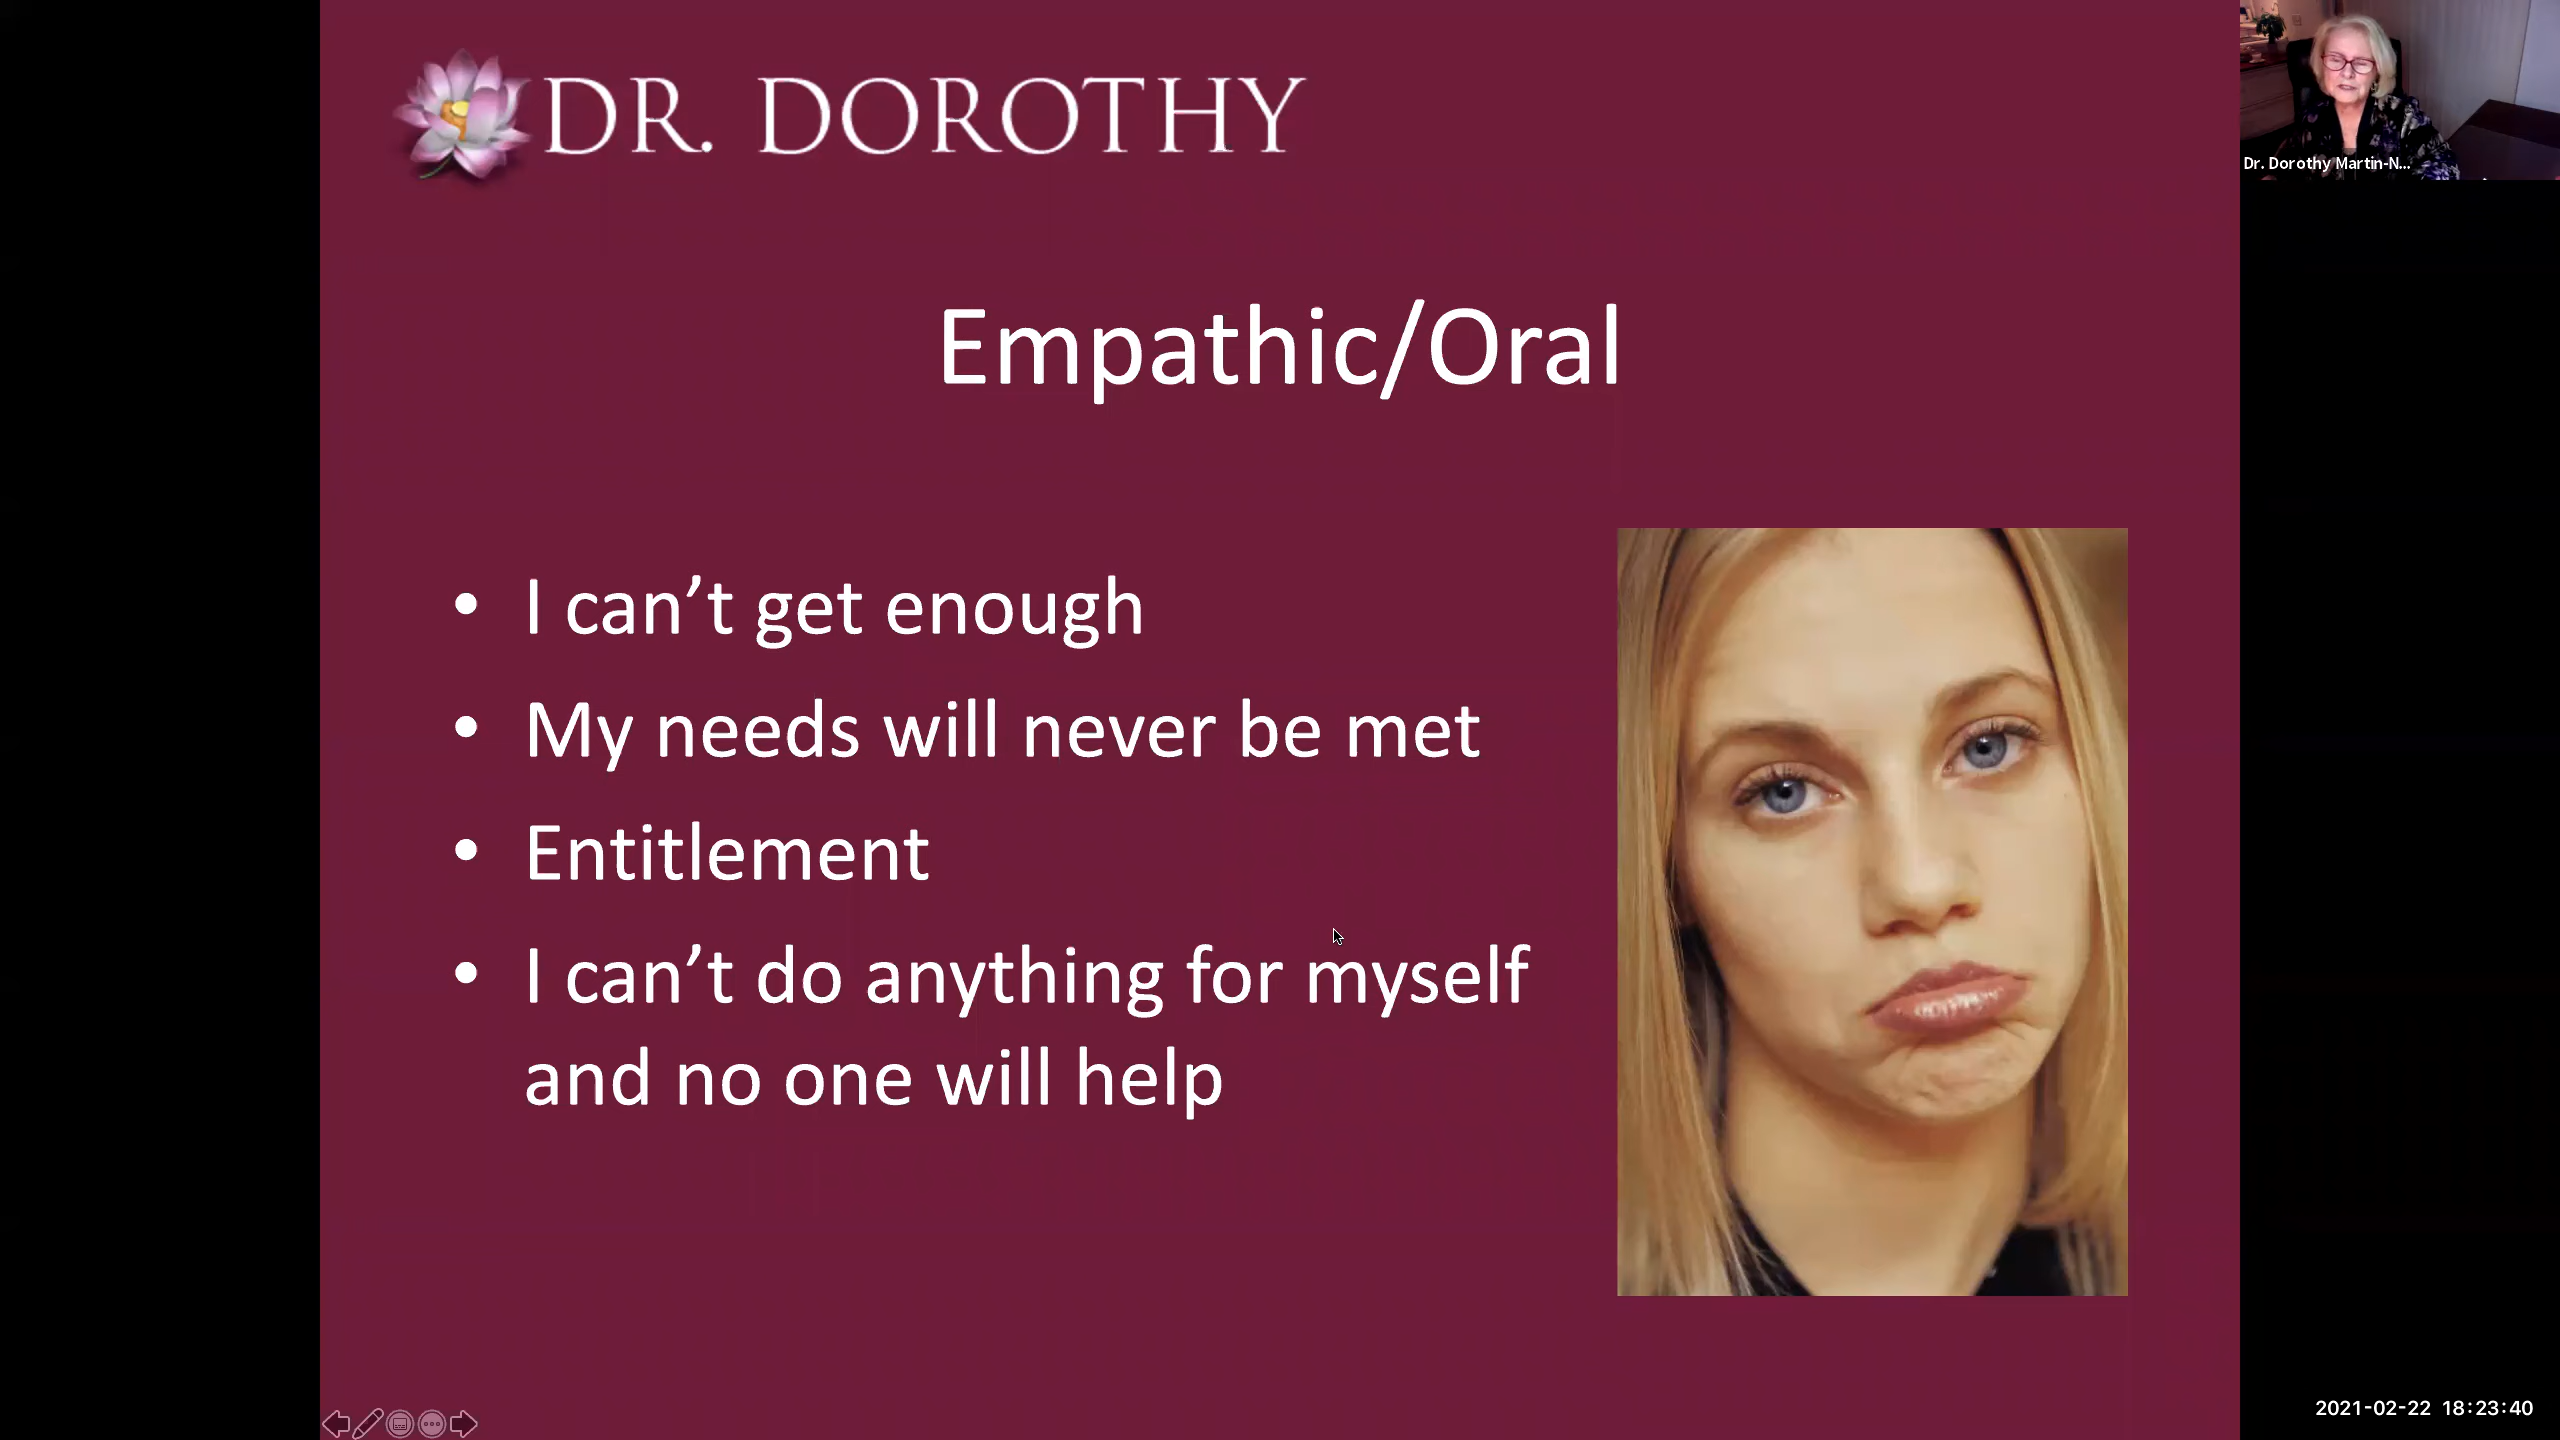 DR. DOROTHY
Dr. Dorothy Martin-N...
Empathic/Oral
• I can’t get enough
• My needs will never be met
• Entitlement
• I can’t do anything for myself
and no one will help
2021-02-22 18:23:40